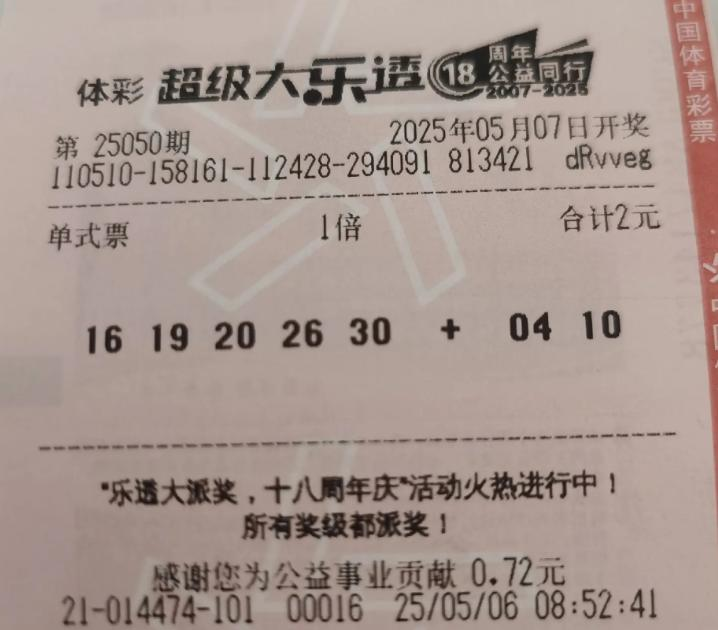 体彩 超级大乐透 18周年公益同行 2007-2025
第 25050期 2025年05月07日开奖
110510-158161-112428-294091 813421 dRvveg
单式票 1倍 合计2元
16 19 20 26 30 + 04 10
"乐透大派奖，十八周年庆"活动火热进行中！
所有奖级都派奖！
感谢您为公益事业贡献 0.72元
21-014474-101 00016 25/05/06 08:52:41
中国体育彩票